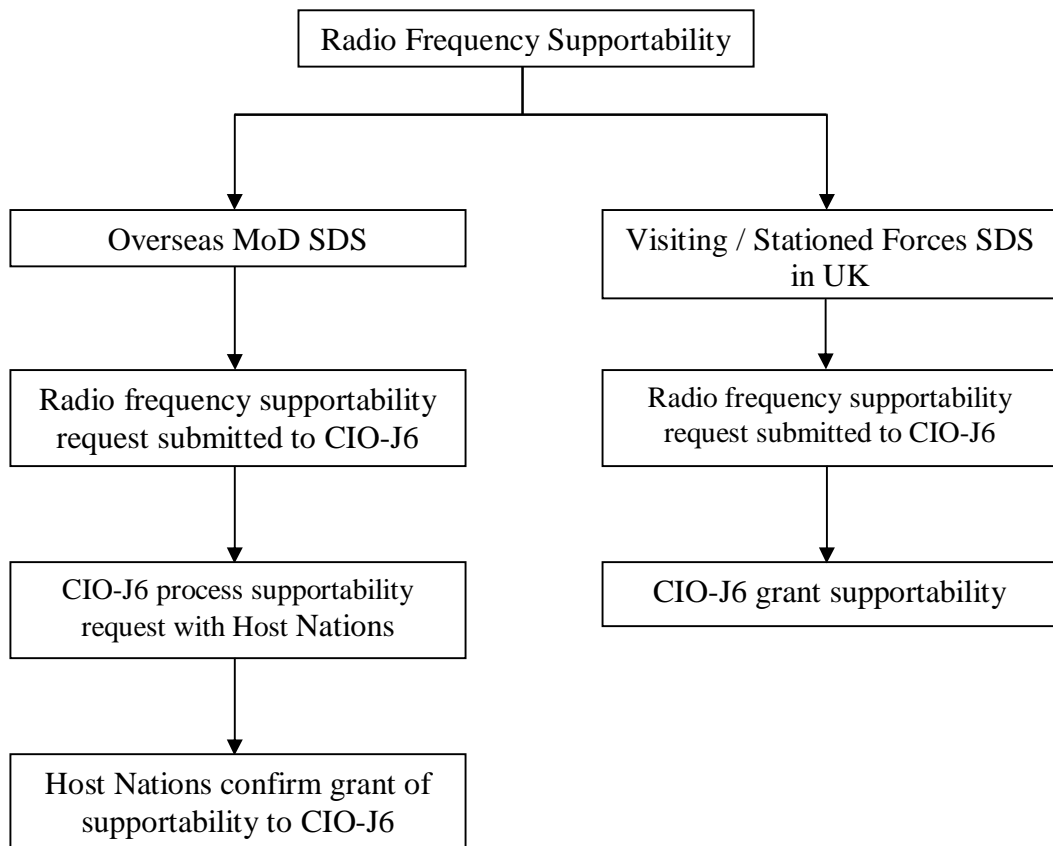 Radio Frequency Supportability
Overseas MoD SDS
Visiting / Stationed Forces SDS
in UK
Radio frequency supportability
request submitted to CIO-J6
Radio frequency supportability
request submitted to CIO-J6
CIO-J6 process supportability
request with Host Nations
CIO-J6 grant supportability
Host Nations confirm grant of
supportability to CIO-J6